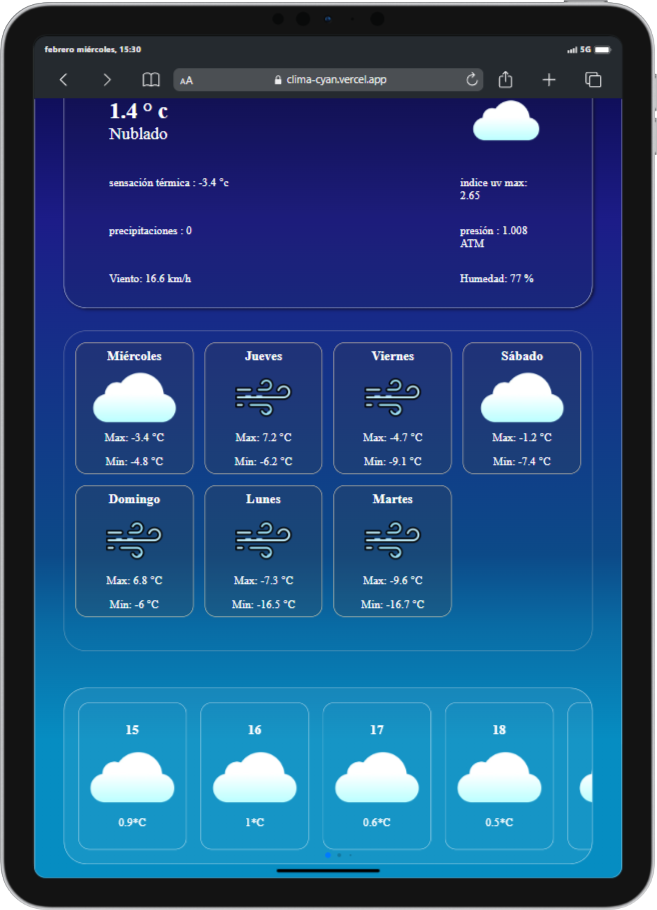 febrero miércoles, 15:30
5G
AA
clima-cyan.vercel.app
1.4 ° c
Nublado
sensación térmica : -3.4 °c
indice uv max:
2.65
precipitaciones : 0
presión : 1.008
ATM
Viento: 16.6 km/h
Humedad: 77 %
Miércoles
Max: -3.4 °C
Min: -4.8 °C
Jueves
Max: 7.2 °C
Min: -6.2 °C
Viernes
Max: -4.7 °C
Min: -9.1 °C
Sábado
Max: -1.2 °C
Min: -7.4 °C
Domingo
Max: 6.8 °C
Min: -6 °C
Lunes
Max: -7.3 °C
Min: -16.5 °C
Martes
Max: -9.6 °C
Min: -16.7 °C
15
0.9*C
16
1*C
17
0.6*C
18
0.5*C